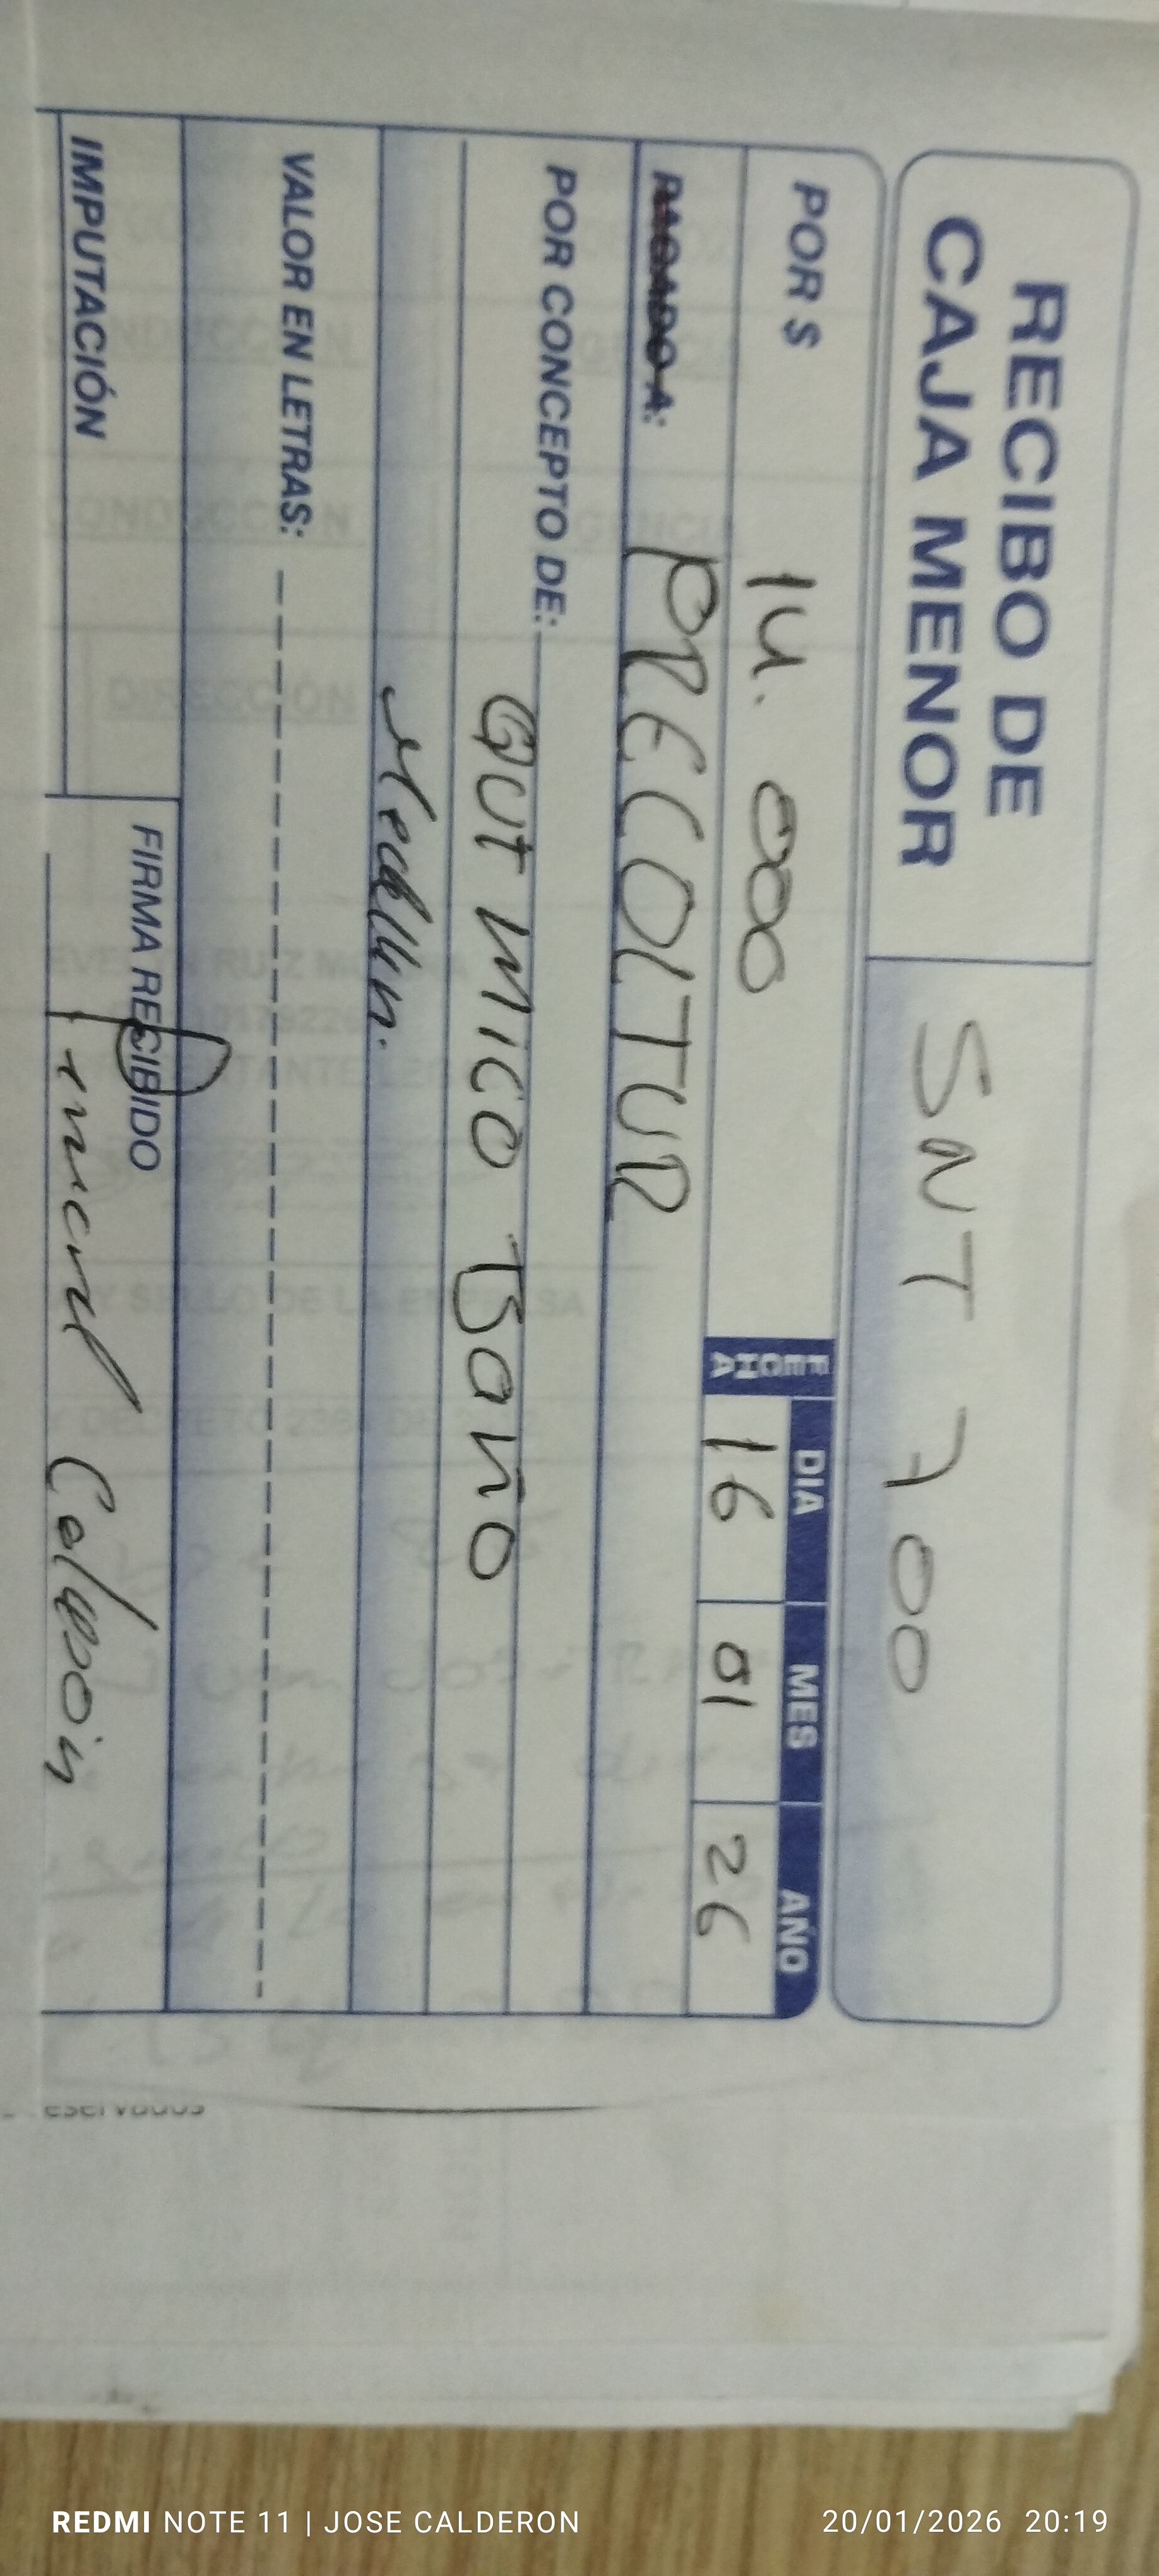 RECIBO DE
CAJA MENOR
SNT 700
POR $ 14.000
FECHA
DIA MES AÑO
16 01 26
PAGADO A: PRECOLTUR
POR CONCEPTO DE:
QUIMICO Baño
Medellin.
VALOR EN LETRAS:
IMPUTACIÓN
FIRMA RECIBIDO
REDMI NOTE 11 | JOSE CALDERON
20/01/2026 20:19